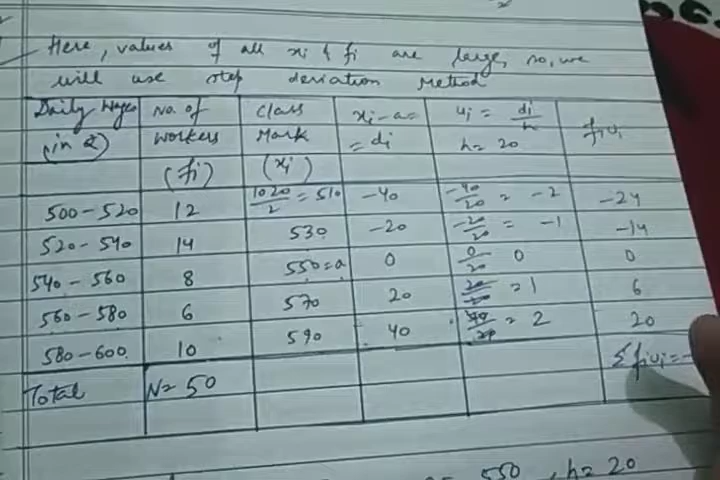 Here, values of all xi & fi are large, so, we
will use step deviation Method
Daily Wages (in ₹) | No. of workers (fi) | Class Mark (xi) | xi - a = di | ui = di/h h = 20 | fiui
500-520 | 12 | 1020/2 = 510 | -40 | -40/20 = -2 | -24
520-540 | 14 | 530 | -20 | -20/20 = -1 | -14
540-560 | 8 | 550=a | 0 | 0/20 0 | 0
560-580 | 6 | 570 | 20 | 20/20 = 1 | 6
580-600 | 10 | 590 | 40 | 40/20 = 2 | 20
Total | N= 50 | Σfiui = -
550, h= 20